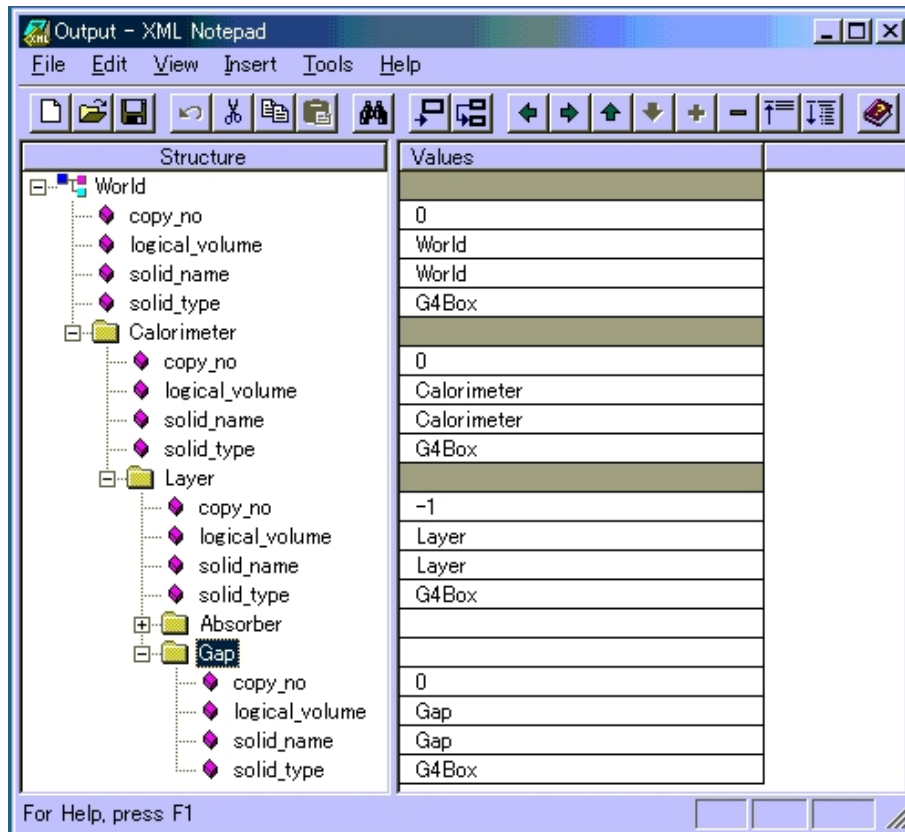 Output - XML Notepad
File Edit View Insert Tools Help
Structure Values
World
copy_no 0
logical_volume World
solid_name World
solid_type G4Box
Calorimeter
copy_no 0
logical_volume Calorimeter
solid_name Calorimeter
solid_type G4Box
Layer
copy_no -1
logical_volume Layer
solid_name Layer
solid_type G4Box
Absorber
Gap
copy_no 0
logical_volume Gap
solid_name Gap
solid_type G4Box
For Help, press F1